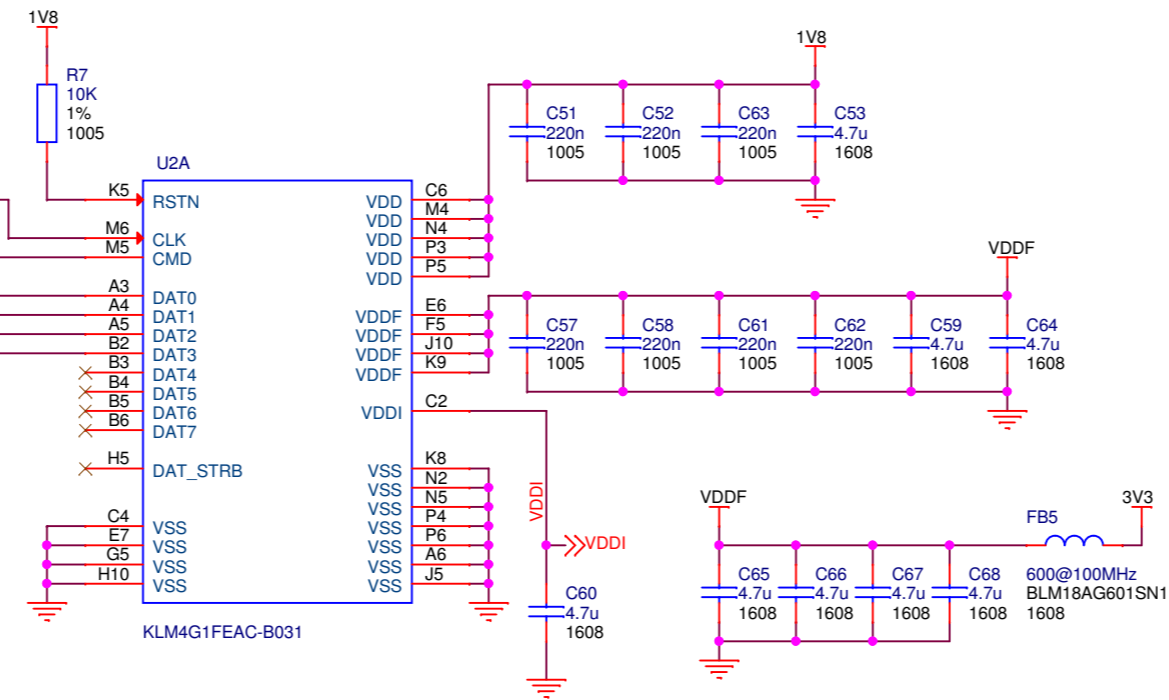 1V8
R7
10K
1%
1005
U2A
K5 RSTN
M6 CLK
M5 CMD
A3 DAT0
A4 DAT1
A5 DAT2
B2 DAT3
B3 DAT4
B4 DAT5
B5 DAT6
B6 DAT7
H5 DAT_STRB
C4 VSS
E7 VSS
G5 VSS
H10 VSS
VDD C6
VDD M4
VDD N4
VDD P3
VDD P5
VDDF E6
VDDF F5
VDDF J10
VDDF K9
VDDI C2
VSS K8
VSS N2
VSS N5
VSS P4
VSS P6
VSS A6
VSS J5
KLM4G1FEAC-B031
1V8
C51
220n
1005
C52
220n
1005
C63
220n
1005
C53
4.7u
1608
VDDF
C57
220n
1005
C58
220n
1005
C61
220n
1005
C62
220n
1005
C59
4.7u
1608
C64
4.7u
1608
VDDI
VDDI
C60
4.7u
1608
VDDF
C65
4.7u
1608
C66
4.7u
1608
C67
4.7u
1608
C68
4.7u
1608
FB5
3V3
600@100MHz
BLM18AG601SN1
1608